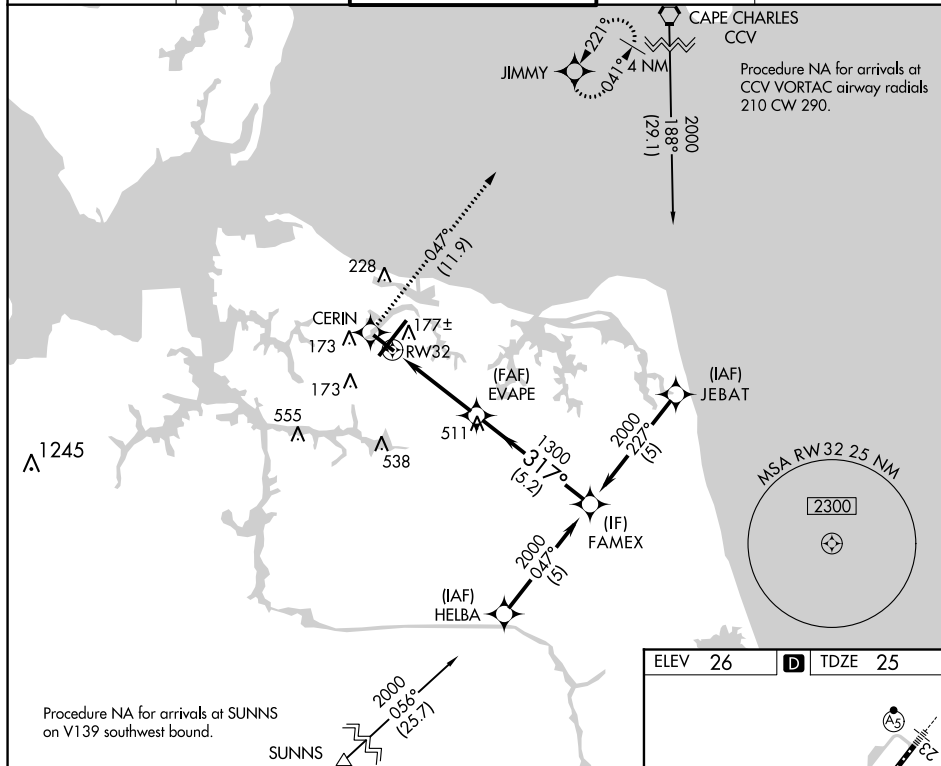 CAPE CHARLES
CCV
221°
041°
4 NM
JIMMY
Procedure NA for arrivals at
CCV VORTAC airway radials
210 CW 290.
2000
188°
(29.1)
047°
(11.9)
228
CERIN
177±
173
RW32
173
(FAF)
EVAPE
(IAF)
JEBAT
555
511
1245
538
1300
317°
(5.2)
2000
227°
(5)
MSA RW32 25 NM
2300
(IF)
FAMEX
2000
047°
(5)
(IAF)
HELBA
ELEV 26
D
TDZE 25
2000
056°
(25.7)
Procedure NA for arrivals at SUNNS
on V139 southwest bound.
SUNNS
A5
23